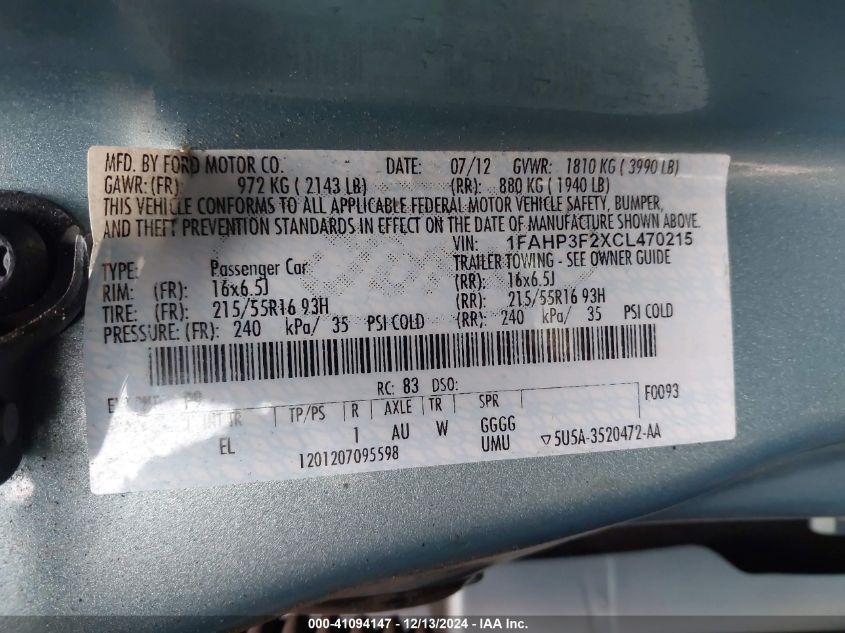 MFD. BY FORD MOTOR CO. DATE: 07/12 GVWR: 1810 KG ( 3990 LB)
GAWR: (FR) 972 KG ( 2143 LB) (RR): 880 KG ( 1940 LB)
THIS VEHICLE CONFORMS TO ALL APPLICABLE FEDERAL MOTOR VEHICLE SAFETY, BUMPER,
AND THEFT PREVENTION STANDARDS IN EFFECT ON THE DATE OF MANUFACTURE SHOWN ABOVE.
VIN: 1FAHP3F2XCL470215
TYPE: Passenger Car TRAILER TOWING - SEE OWNER GUIDE
RIM: (FR): 16x6.5J (RR): 16x6.5J
TIRE: (FR): 215/55R16 93H (RR): 215/55R16 93H
PRESSURE: (FR): 240 kPa/ 35 PSI COLD (RR): 240 kPa/ 35 PSI COLD
RC: 83 DSO:
F0093
INT TR TP/PS R AXLE TR SPR
EL 1 AU W GGGG
UMU
1201207095598 5U5A-3520472-AA
000-41094147 - 12/13/2024 - IAA Inc.